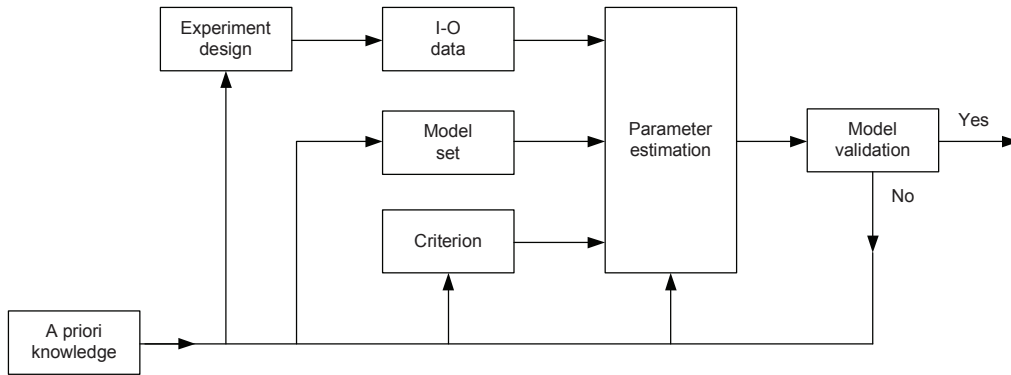 Experiment
design
I-O
data
Model
set
Criterion
Parameter
estimation
Model
validation
Yes
No
A priori
knowledge